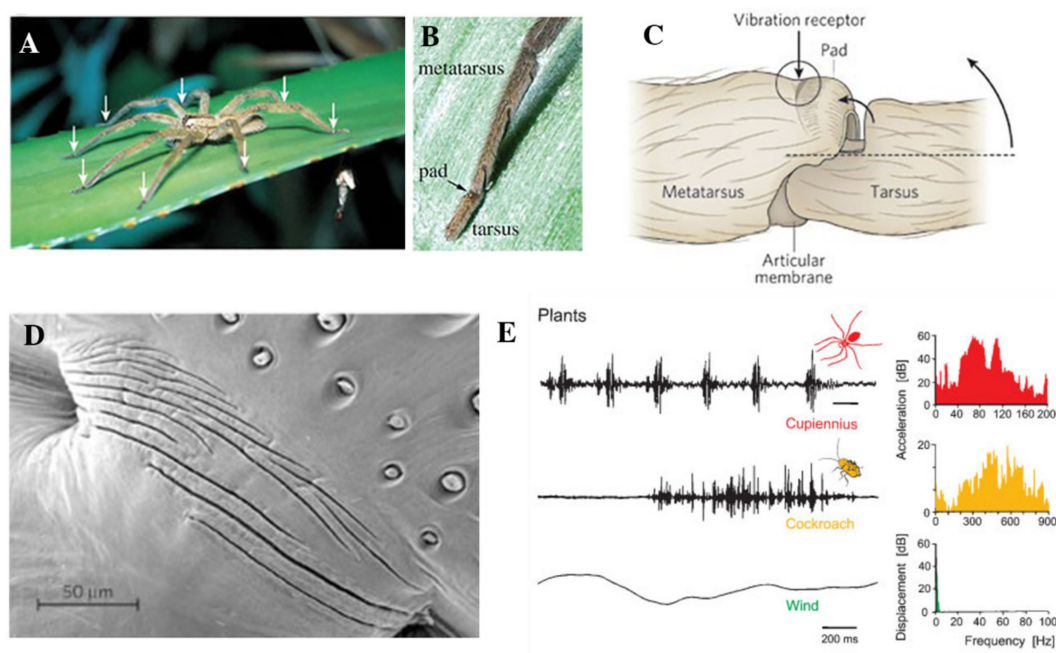 A
B
metatarsus
pad
tarsus
C
Vibration receptor
Pad
Metatarsus
Tarsus
Articular
membrane
D
50 µm
E
Plants
Cupiennius
Cockroach
Wind
200 ms
Acceleration [dB]
60
40
20
0
0 40 80 120 160 200
20
0
0 300 600 900
Displacement [dB]
60
40
20
0
0 20 40 60 80 100
Frequency [Hz]